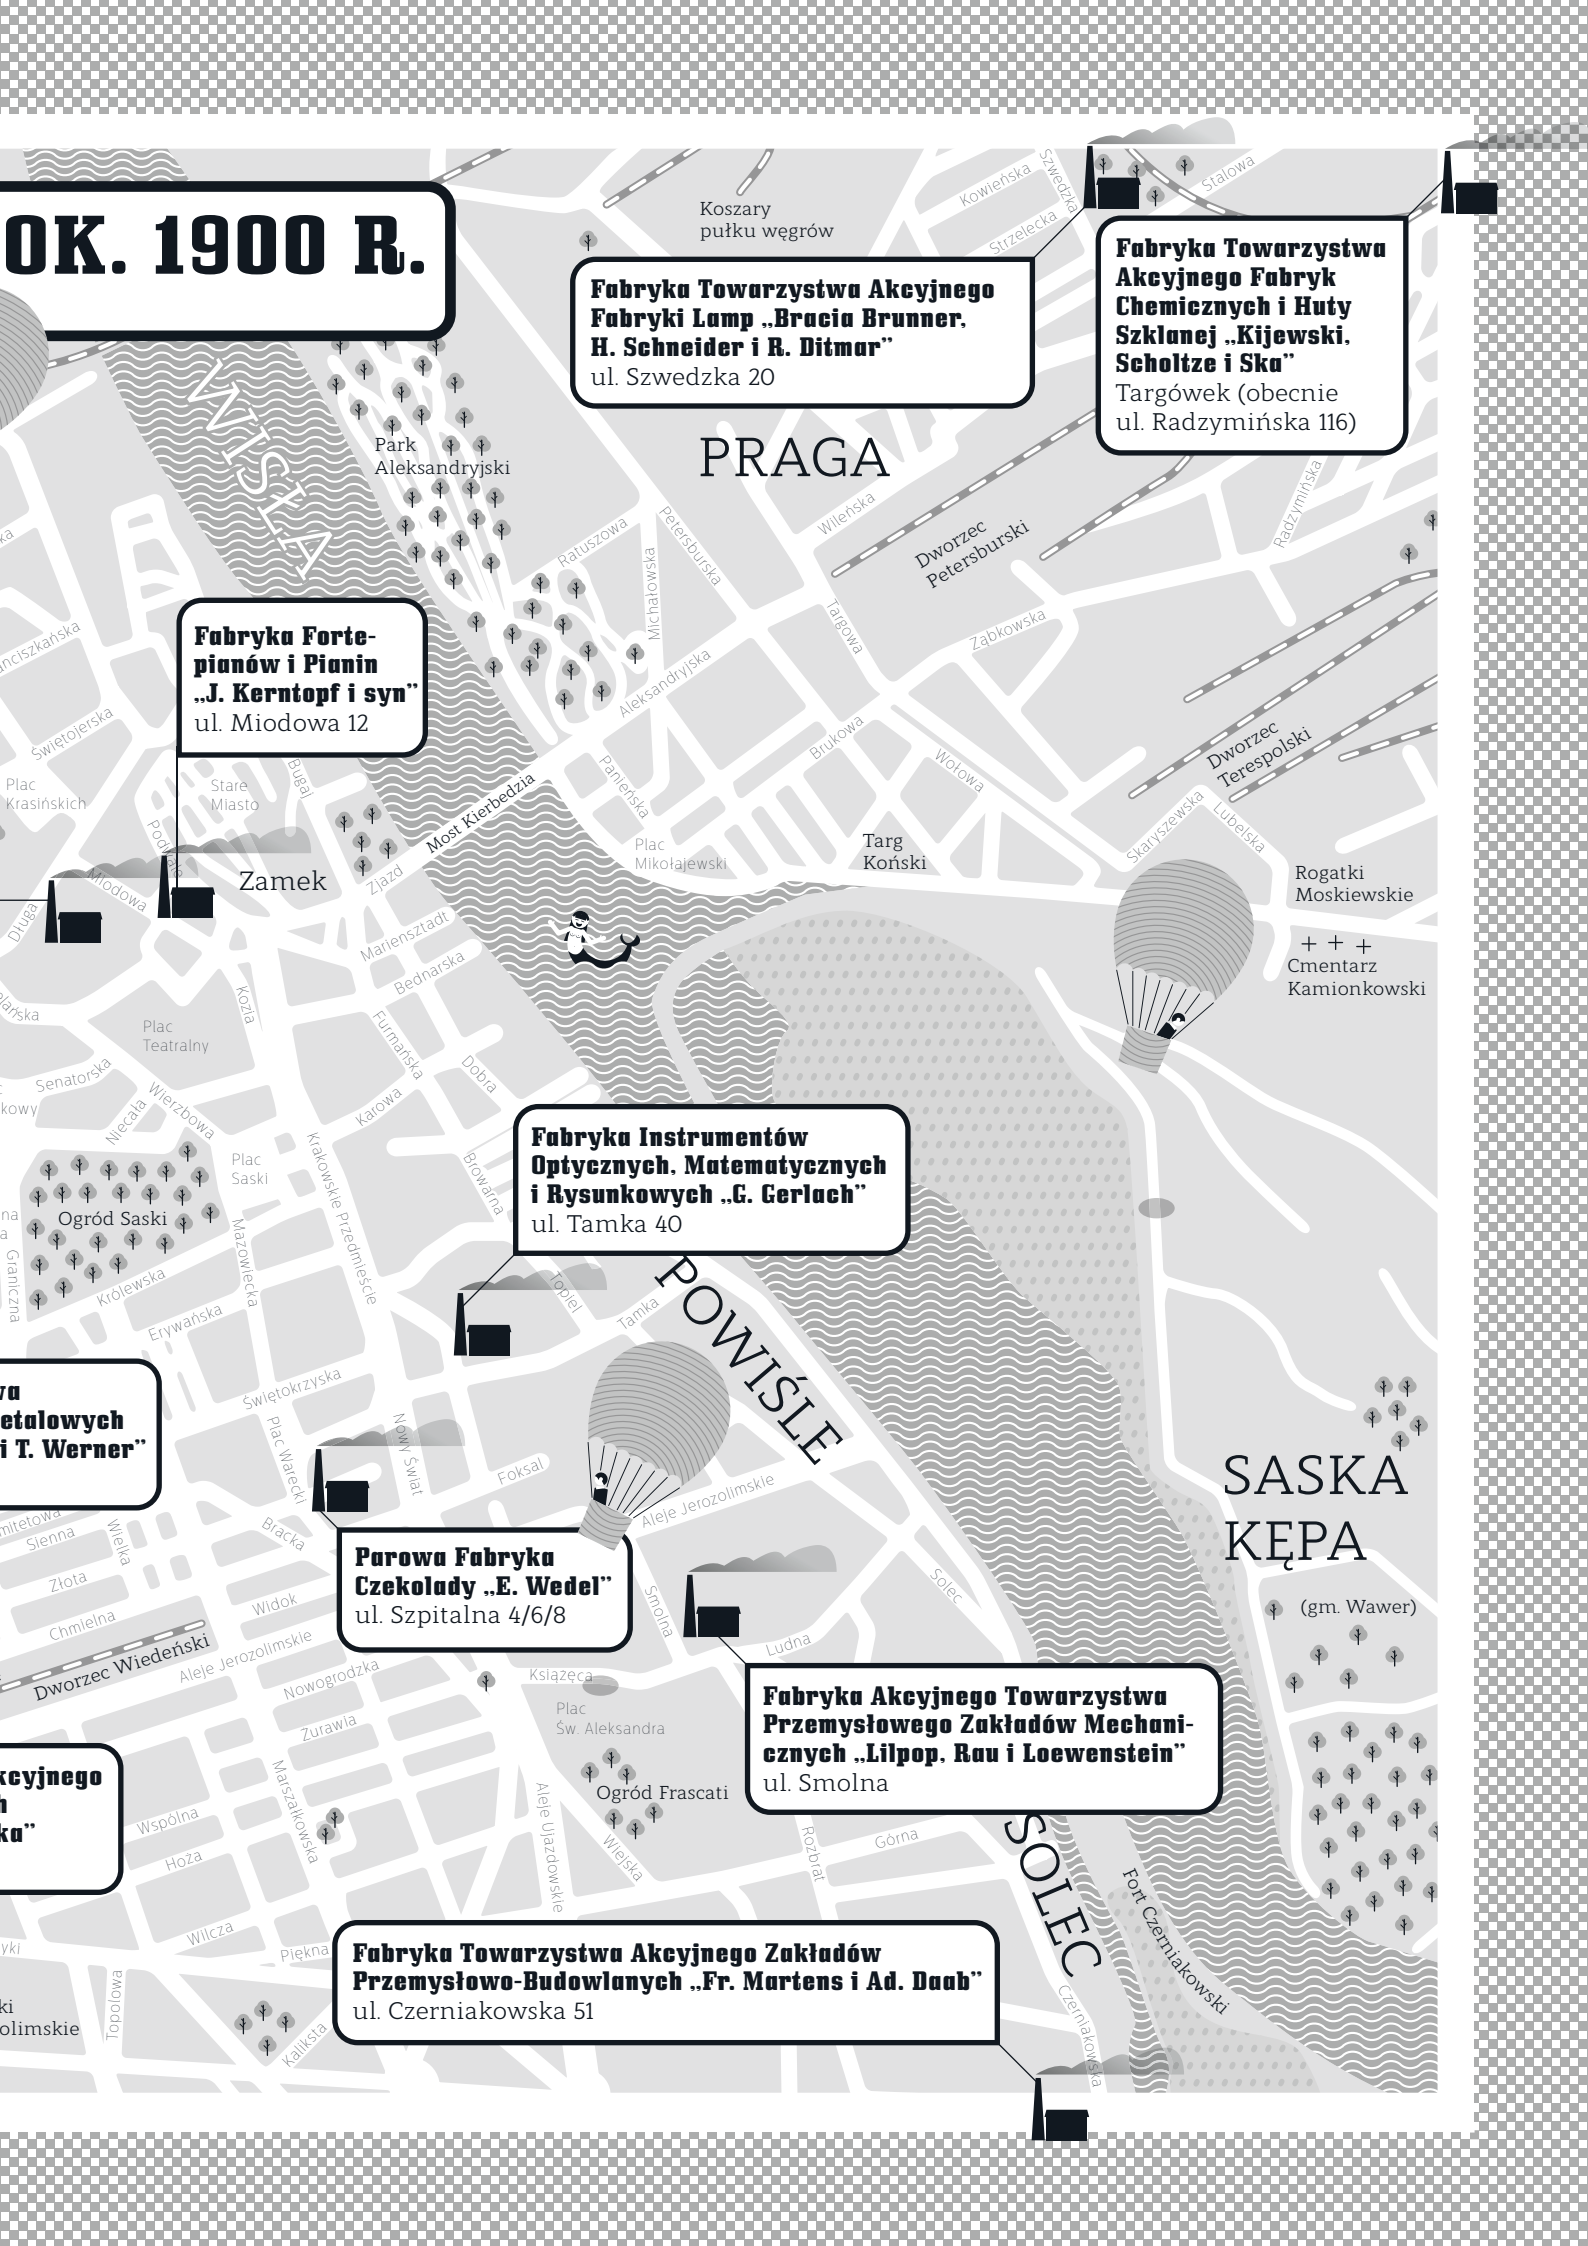 OK. 1900 R.
Koszary
pułku węgrów
Kowieńska
Szwedzka
Strzelecka
Stalowa
Fabryka Towarzystwa Akcyjnego
Fabryki Lamp „Bracia Brunner,
H. Schneider i R. Ditmar”
ul. Szwedzka 20
Fabryka Towarzystwa
Akcyjnego Fabryk
Chemicznych i Huty
Szklanej „Kijewski,
Scholtze i Ska”
Targówek (obecnie
ul. Radzymińska 116)
WISŁA
Park
Aleksandryjski
PRAGA
Wileńska
Dworzec
Petersburski
Radzymińska
Ratuszowa
Petersburska
Michałowska
Targowa
Ząbkowska
Aleksandryjska
Brukowa
Wołowa
Dworzec
Terespolski
Fabryka Forte-
pianów i Pianin
„J. Kerntopf i syn”
ul. Miodowa 12
Świętojerska
Plac
Krasińskich
Stare
Miasto
Bugaj
Podwale
Most Kierbedzia
Panieńska
Plac
Mikołajewski
Targ
Koński
Skaryszewska
Lubelska
Rogatki
Moskiewskie
Cmentarz
Kamionkowski
Zamek
Zjazd
Miodowa
Długa
Mariensztadt
Bednarska
Kozia
Furmańska
Plac
Teatralny
Senatorska
kowy
Niecała
Wierzbowa
Karowa
Dobra
Browarna
Krakowskie Przedmieście
Plac
Saski
Ogród Saski
Graniczna
Królewska
Mazowiecka
Erywańska
Fabryka Instrumentów
Optycznych, Matematycznych
i Rysunkowych „G. Gerlach”
ul. Tamka 40
Topiel
Tamka
POWIŚLE
wa
etalowych
i T. Werner”
Świętokrzyska
Plac Warecki
Nowy Świat
Foksal
Aleje Jerozolimskie
SASKA
KĘPA
(gm. Wawer)
Sienna
Wielka
Bracka
Złota
Chmielna
Widok
Parowa Fabryka
Czekolady „E. Wedel”
ul. Szpitalna 4/6/8
Smolna
Solec
Ludna
Dworzec Wiedeński
Aleje Jerozolimskie
Nowogrodzka
Żurawia
Książęca
Plac
Św. Aleksandra
Fabryka Akcyjnego Towarzystwa
Przemysłowego Zakładów Mechani-
cznych „Lilpop, Rau i Loewenstein”
ul. Smolna
kcyjnego
h
ka”
Marszałkowska
Wspólna
Hoża
Aleje Ujazdowskie
Ogród Frascati
Wiejska
Rozbrat
Górna
SOLEC
Fort Czerniakowski
Wilcza
Piękna
Fabryka Towarzystwa Akcyjnego Zakładów
Przemysłowo-Budowlanych „Fr. Martens i Ad. Daab”
ul. Czerniakowska 51
ki
olimskie
Topolowa
Kaliksta
Czerniakowska